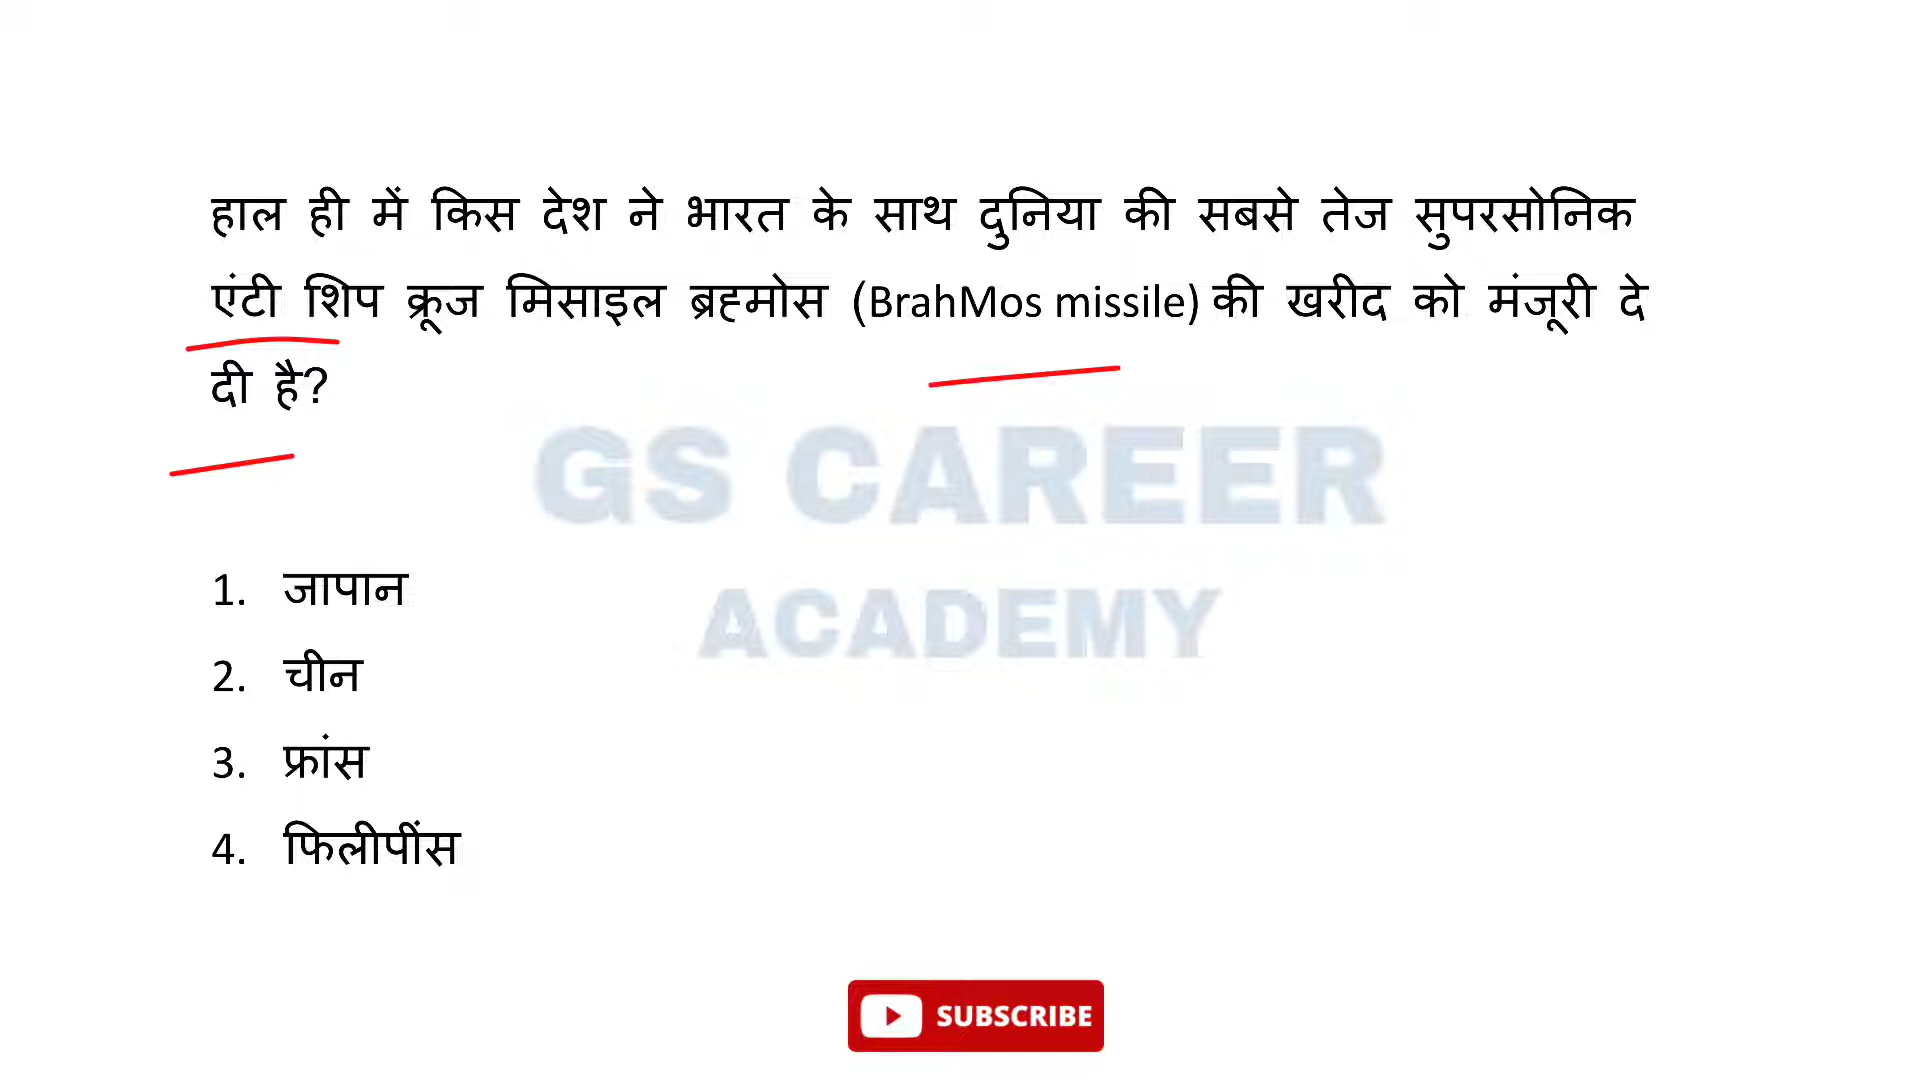 हाल ही में किस देश ने भारत के साथ दुनिया की सबसे तेज सुपरसोनिक
एंटी शिप क्रूज मिसाइल ब्रह्मोस (BrahMos missile) की खरीद को मंजूरी दे
दी है?
GS CAREER
ACADEMY
1. जापान
2. चीन
3. फ्रांस
4. फिलीपींस
SUBSCRIBE